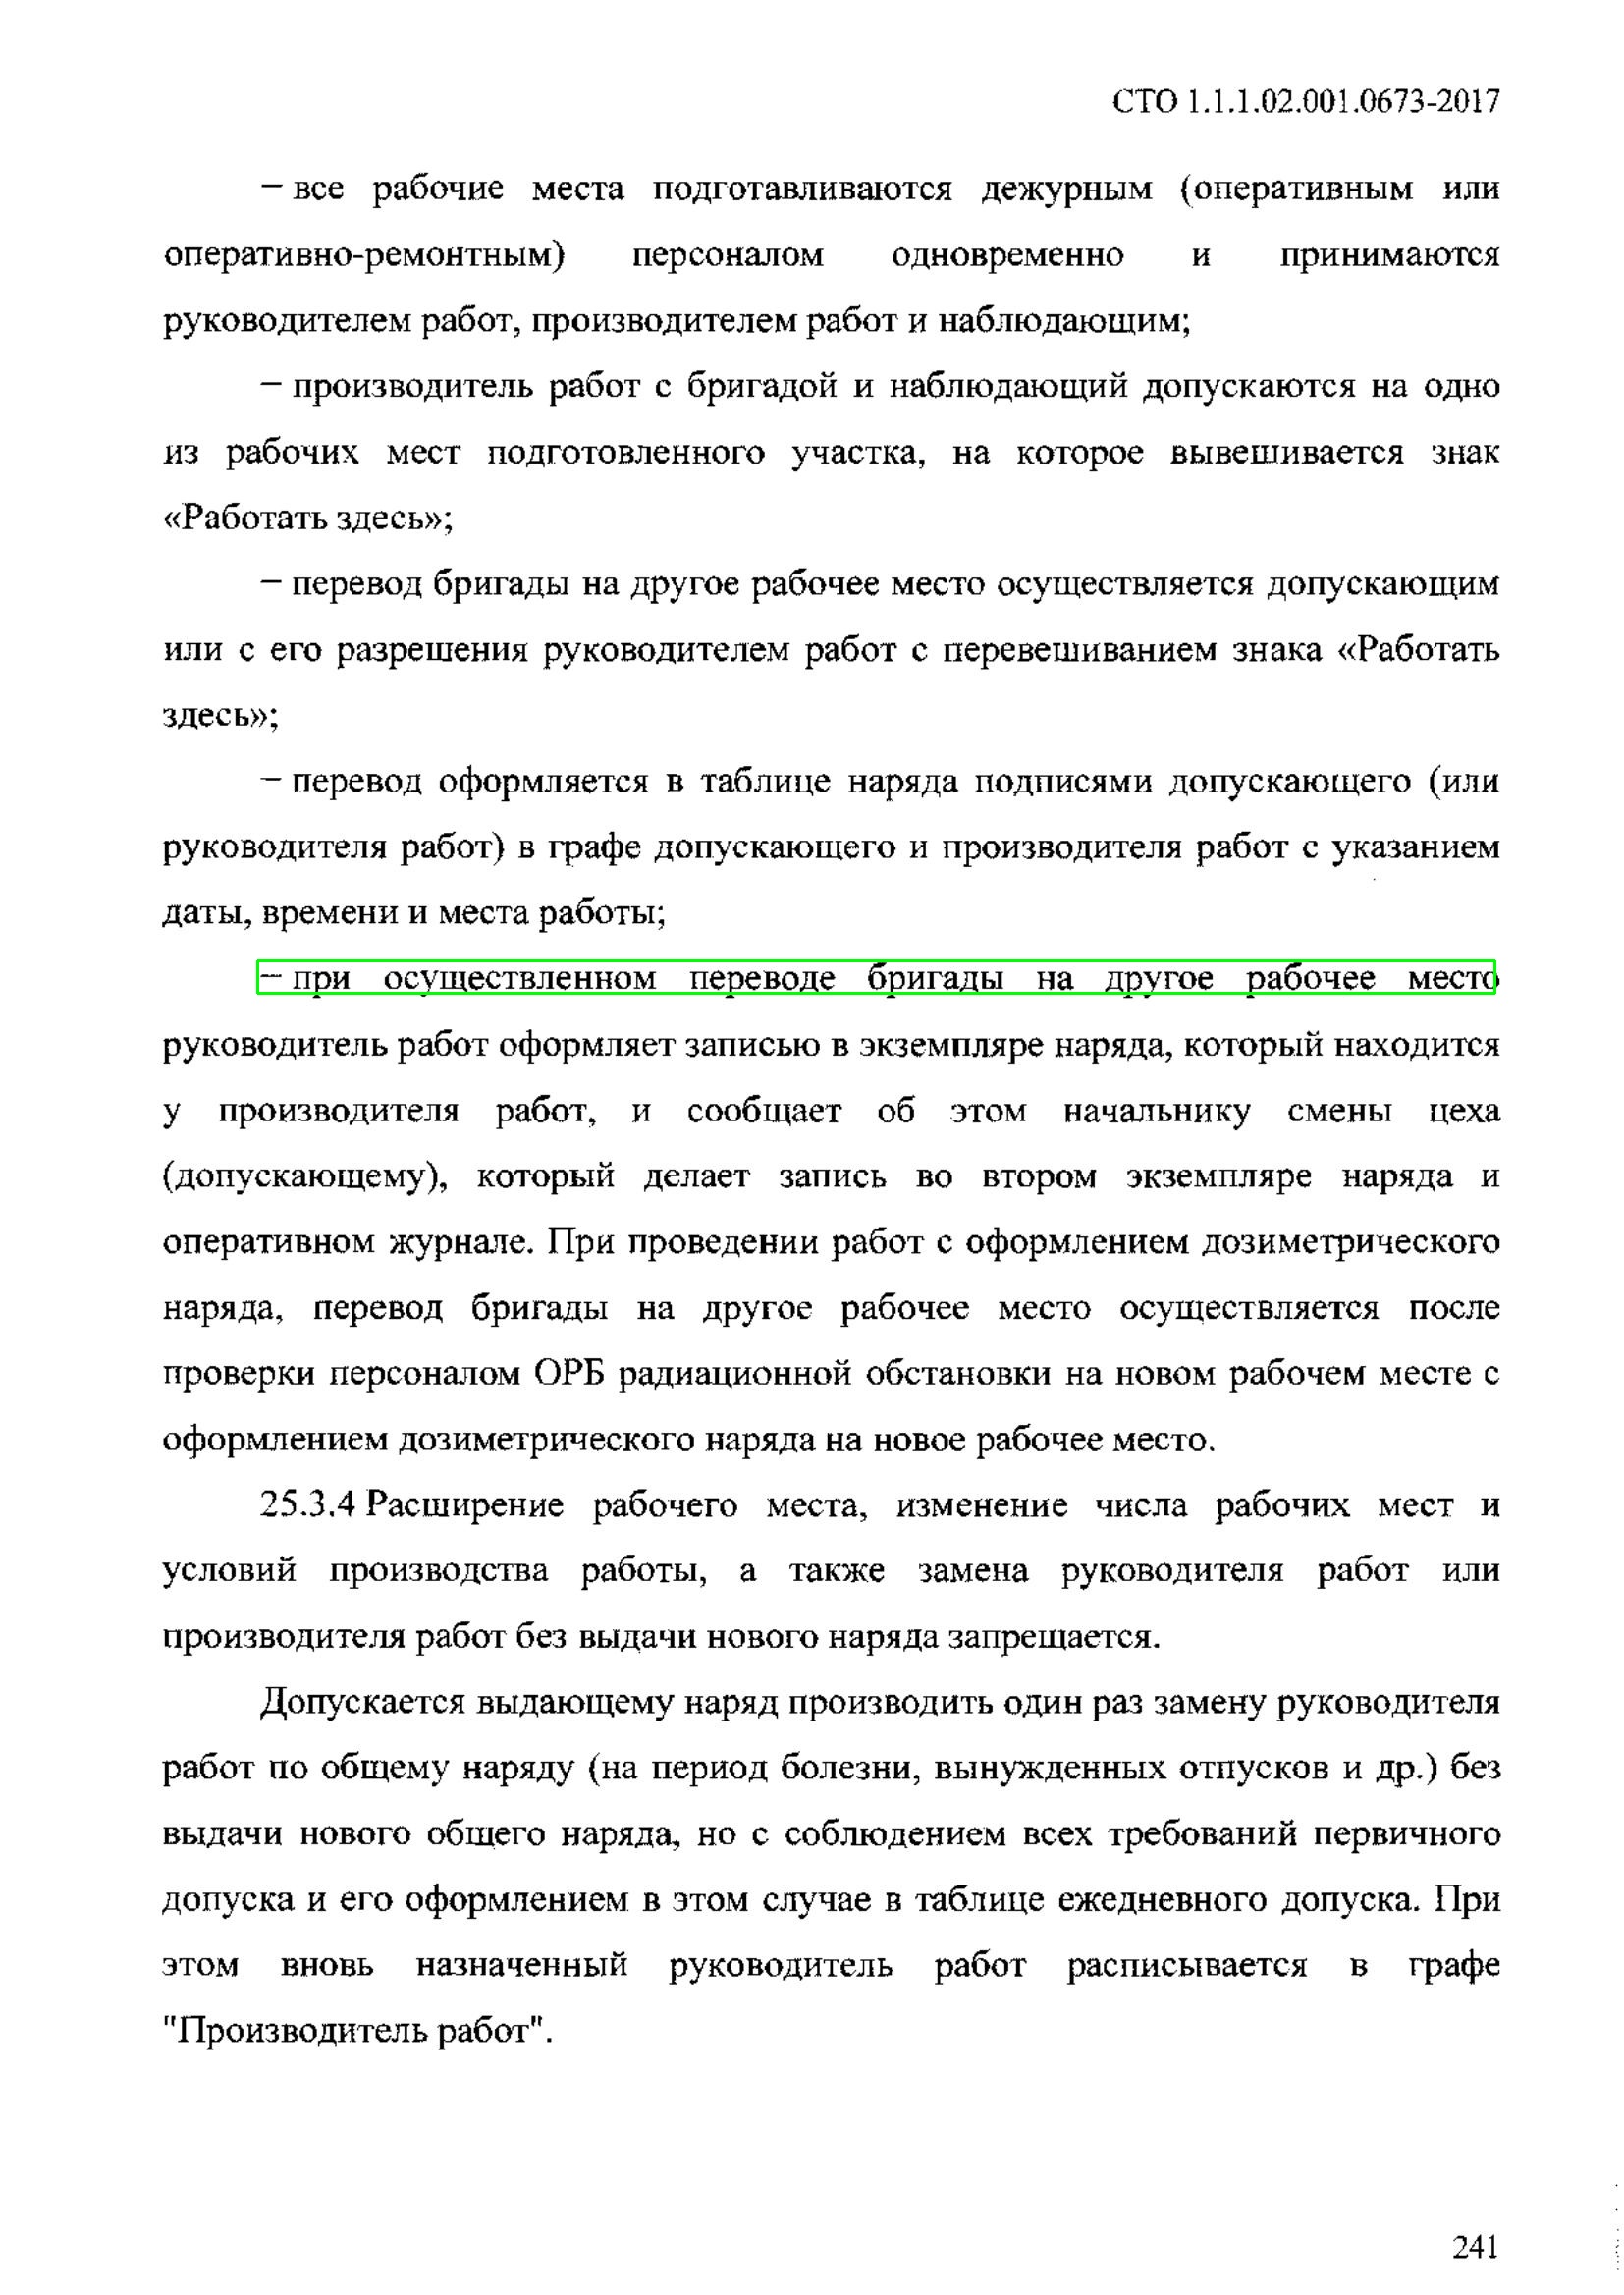 СТО 1.1.1.02.001.0673-2017
– все рабочие места подготавливаются дежурным (оперативным или
оперативно-ремонтным) персоналом одновременно и принимаются
руководителем работ, производителем работ и наблюдающим;
– производитель работ с бригадой и наблюдающий допускаются на одно
из рабочих мест подготовленного участка, на которое вывешивается знак
«Работать здесь»;
– перевод бригады на другое рабочее место осуществляется допускающим
или с его разрешения руководителем работ с перевешиванием знака «Работать
здесь»;
– перевод оформляется в таблице наряда подписями допускающего (или
руководителя работ) в графе допускающего и производителя работ с указанием
даты, времени и места работы;
– при осуществленном переводе бригады на другое рабочее место
руководитель работ оформляет записью в экземпляре наряда, который находится
у производителя работ, и сообщает об этом начальнику смены цеха
(допускающему), который делает запись во втором экземпляре наряда и
оперативном журнале. При проведении работ с оформлением дозиметрического
наряда, перевод бригады на другое рабочее место осуществляется после
проверки персоналом ОРБ радиационной обстановки на новом рабочем месте с
оформлением дозиметрического наряда на новое рабочее место.
25.3.4 Расширение рабочего места, изменение числа рабочих мест и
условий производства работы, а также замена руководителя работ или
производителя работ без выдачи нового наряда запрещается.
Допускается выдающему наряд производить один раз замену руководителя
работ по общему наряду (на период болезни, вынужденных отпусков и др.) без
выдачи нового общего наряда, но с соблюдением всех требований первичного
допуска и его оформлением в этом случае в таблице ежедневного допуска. При
этом вновь назначенный руководитель работ расписывается в графе
"Производитель работ".
241